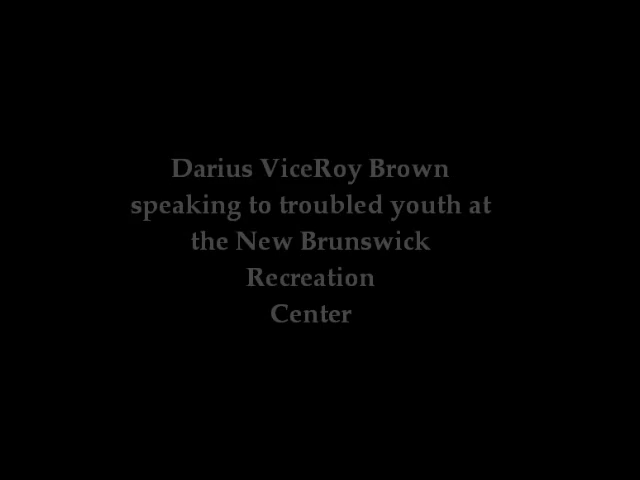 Darius ViceRoy Brown
speaking to troubled youth at
the New Brunswick
Recreation
Center